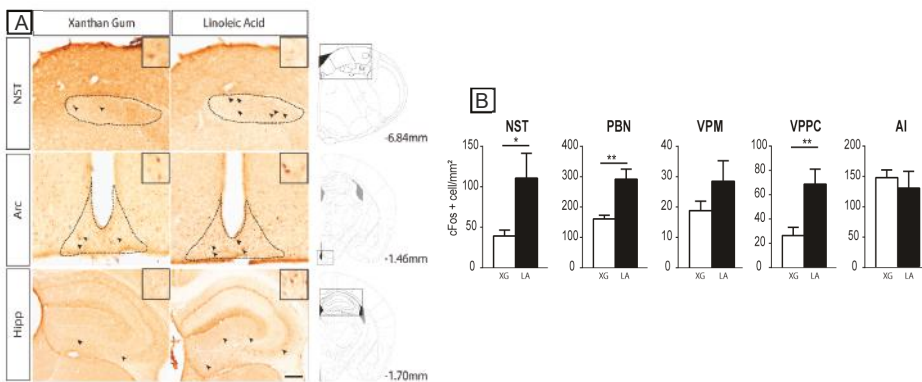 A
Xanthan Gum
Linoleic Acid
NST
-6.84mm
Arc
-1.46mm
Hipp
-1.70mm
B
NST
PBN
VPM
VPPC
AI
cFos + cell/mm²
150
100
50
0
*
XG
LA
400
300
200
100
0
**
XG
LA
40
30
20
10
0
XG
LA
100
80
60
40
20
0
**
XG
LA
200
150
100
50
0
XG
LA